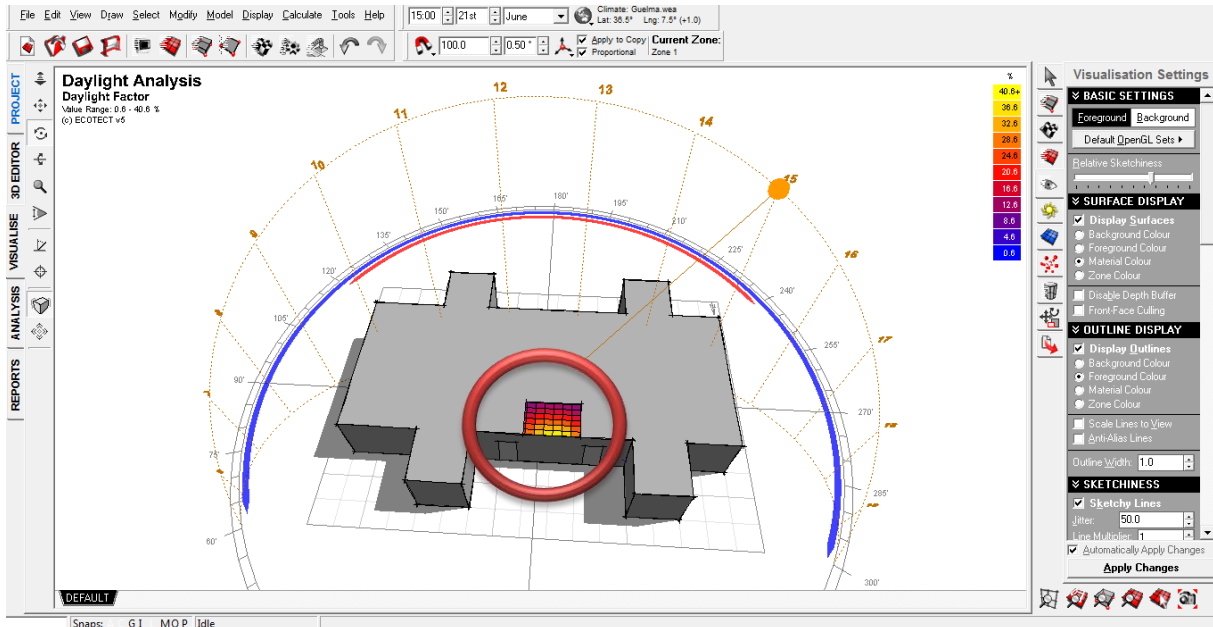 File Edit View Draw Select Modify Model Display Calculate Tools Help
15:00 21st June
Climate: Guelma.wea
Lat: 36.5° Lng: 7.5° (+1.0)
100.0 0.50°
Apply to Copy
Proportional
Current Zone:
Zone 1
PROJECT
3D EDITOR
VISUALISE
ANALYSIS
REPORTS
Daylight Analysis
Daylight Factor
Value Range: 0.6 - 40.6 %
(c) ECOTECT v5
9
10
11
12
13
14
15
16
17
60°
75°
90°
105°
120°
135°
150°
165°
180°
195°
210°
225°
240°
255°
270°
285°
300°
%
40.6+
36.6
32.6
28.6
24.6
20.6
16.6
12.6
8.6
4.6
0.6
DEFAULT
Visualisation Settings
BASIC SETTINGS
Foreground Background
Default OpenGL Sets
Relative Sketchiness
SURFACE DISPLAY
Display Surfaces
Background Colour
Foreground Colour
Material Colour
Zone Colour
Disable Depth Buffer
Front-Face Culling
OUTLINE DISPLAY
Display Outlines
Background Colour
Foreground Colour
Material Colour
Zone Colour
Scale Lines to View
Anti-Alias Lines
Outline Width: 1.0
SKETCHINESS
Sketchy Lines
Jitter: 50.0
Line Multiplier: 1
Automatically Apply Changes
Apply Changes
Snaps: G I M O P Idle